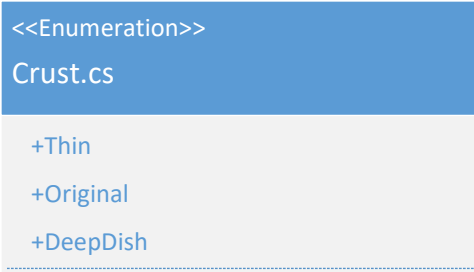 <<Enumeration>>
Crust.cs
+Thin
+Original
+DeepDish